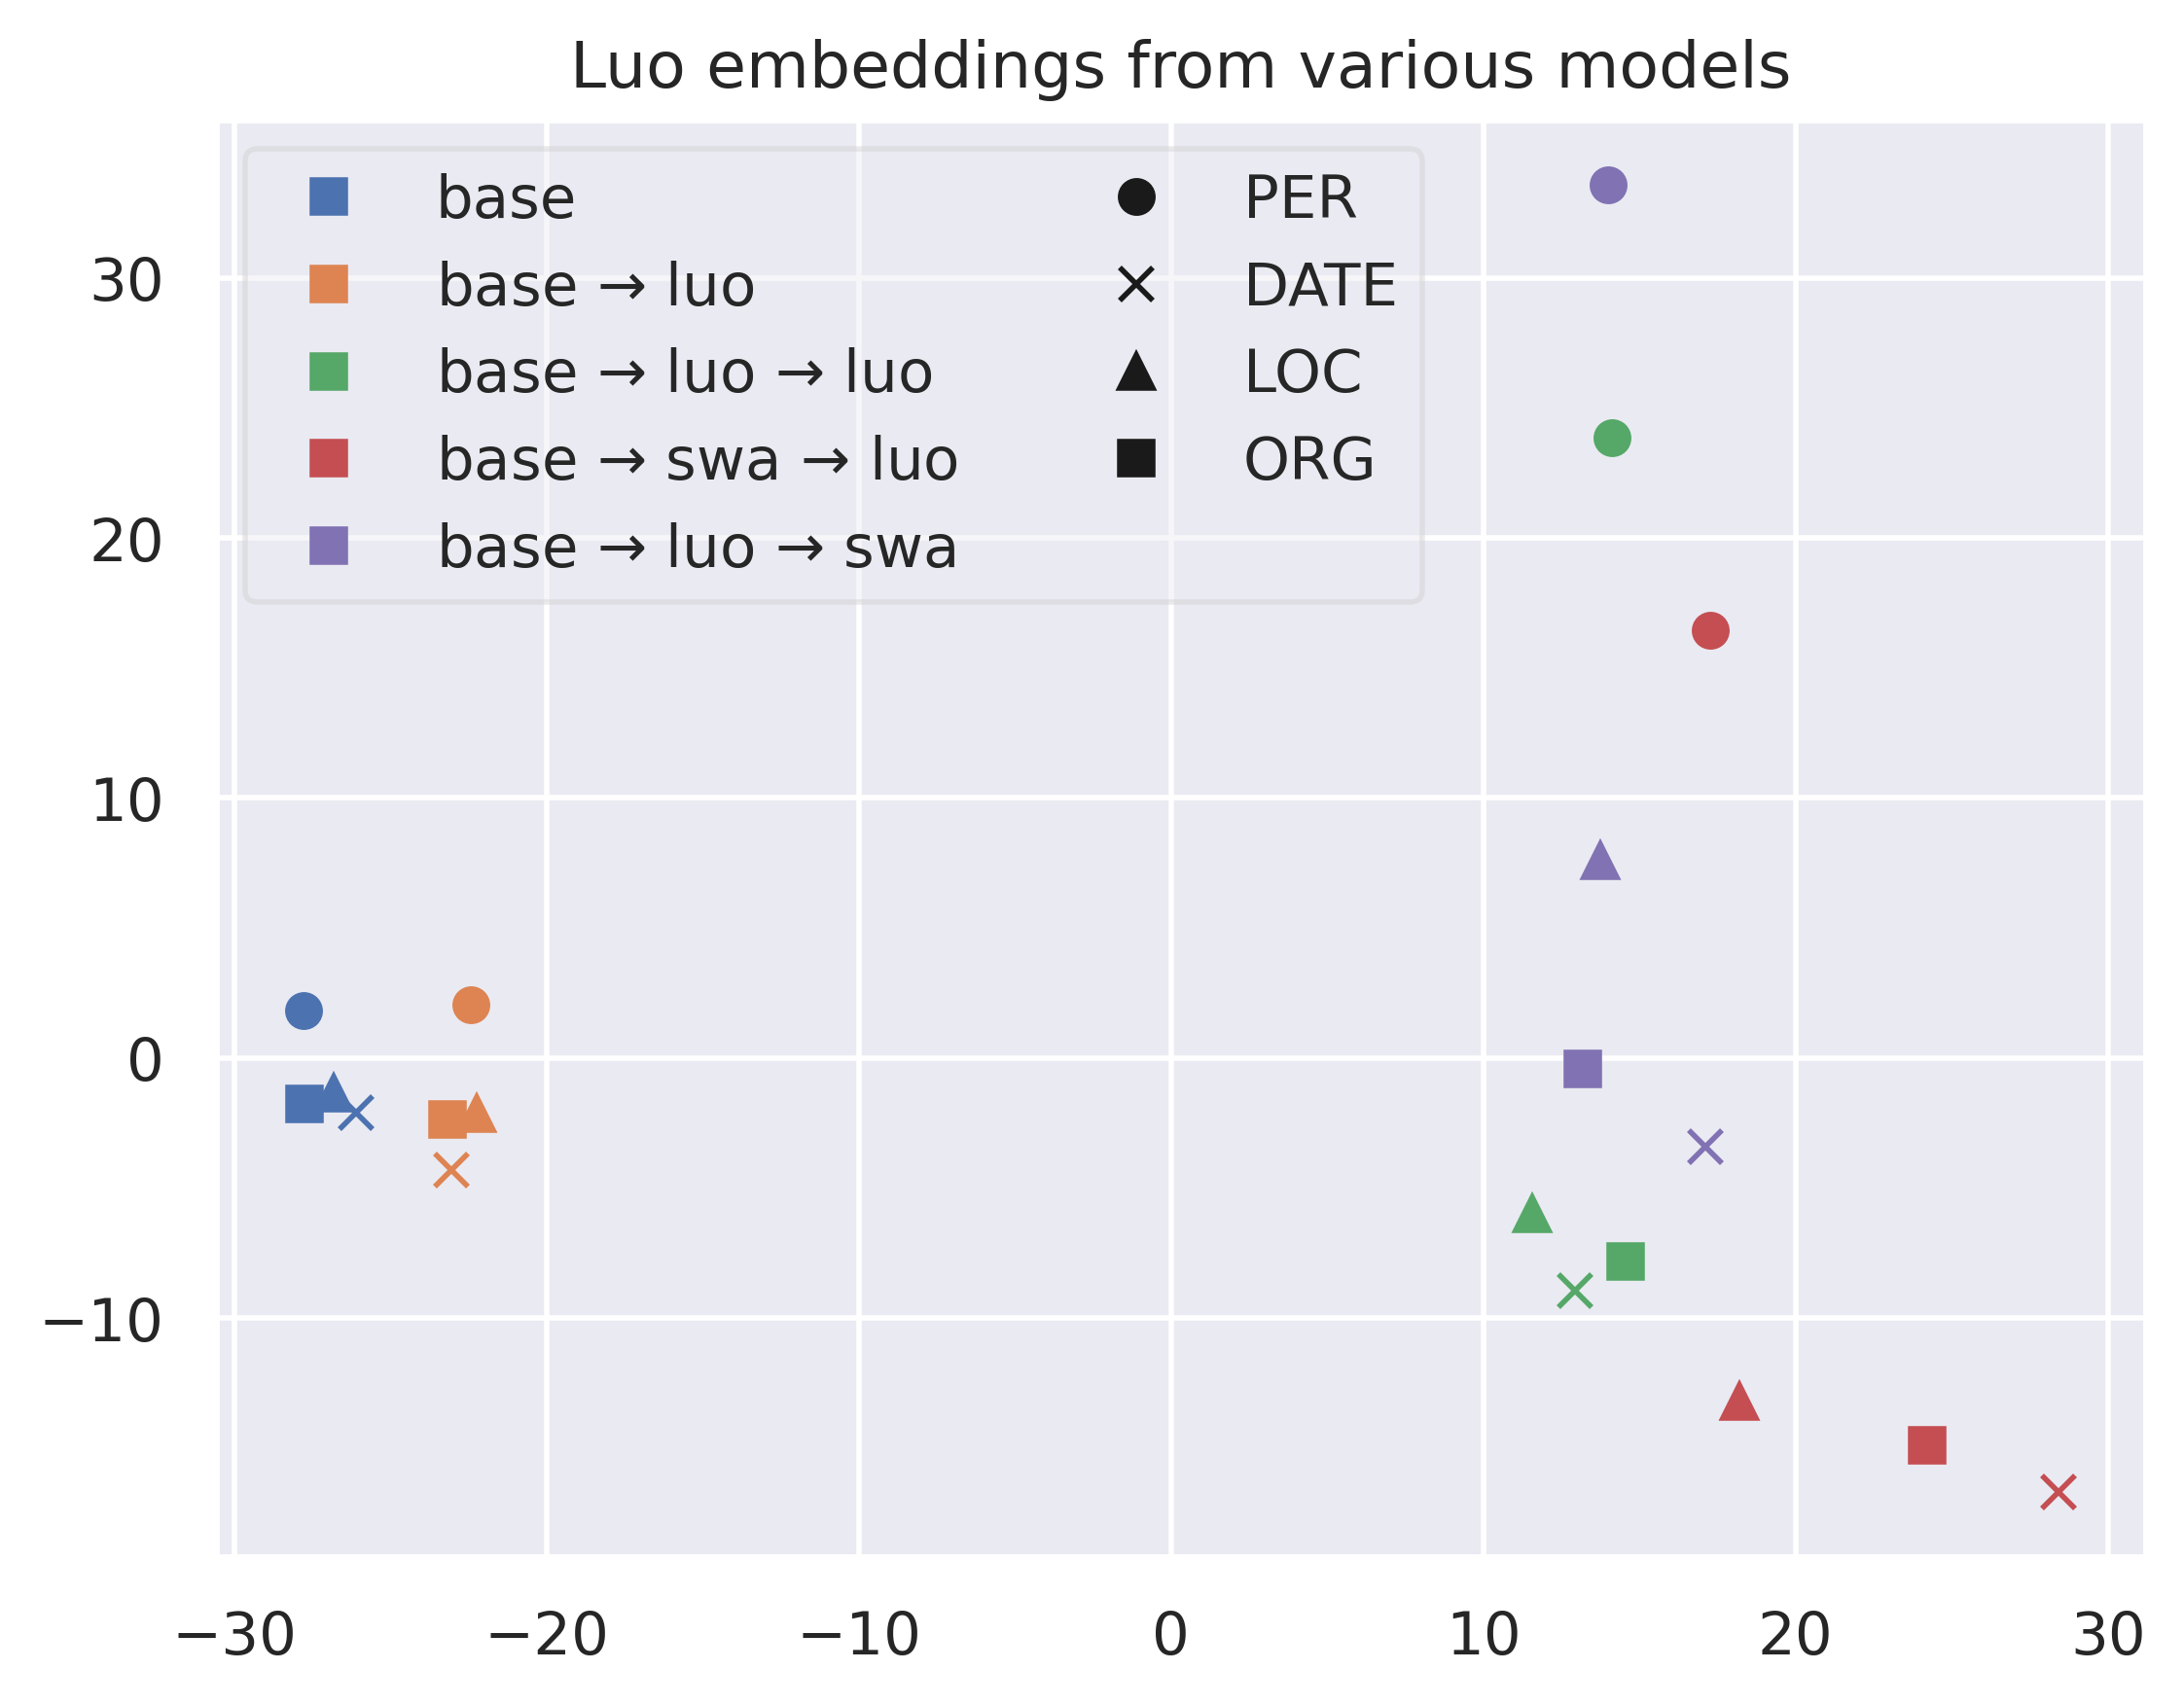 Luo embeddings from various models
base
base → luo
base → luo → luo
base → swa → luo
base → luo → swa
PER
DATE
LOC
ORG
30
20
10
0
−10
−30 −20 −10 0 10 20 30